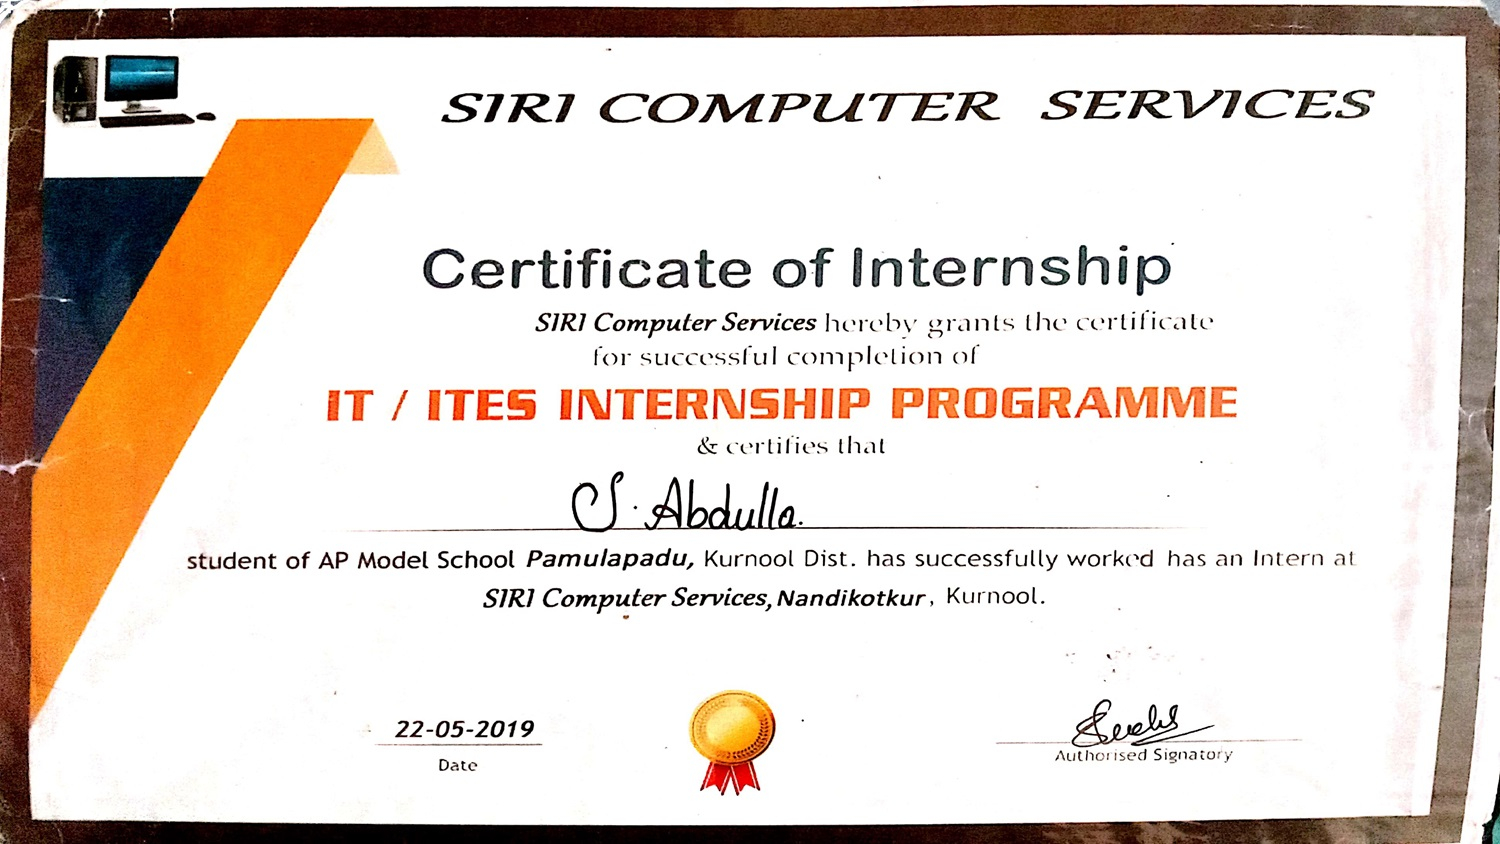 SIRI COMPUTER SERVICES
Certificate of Internship
SIRI Computer Services hereby grants the certificate
for successful completion of
IT / ITES INTERNSHIP PROGRAMME
& certifies that
S. Abdulla.
student of AP Model School Pamulapadu, Kurnool Dist. has successfully worked has an Intern at
SIRI Computer Services, Nandikotkur, Kurnool.
22-05-2019
Date
Authorised Signatory